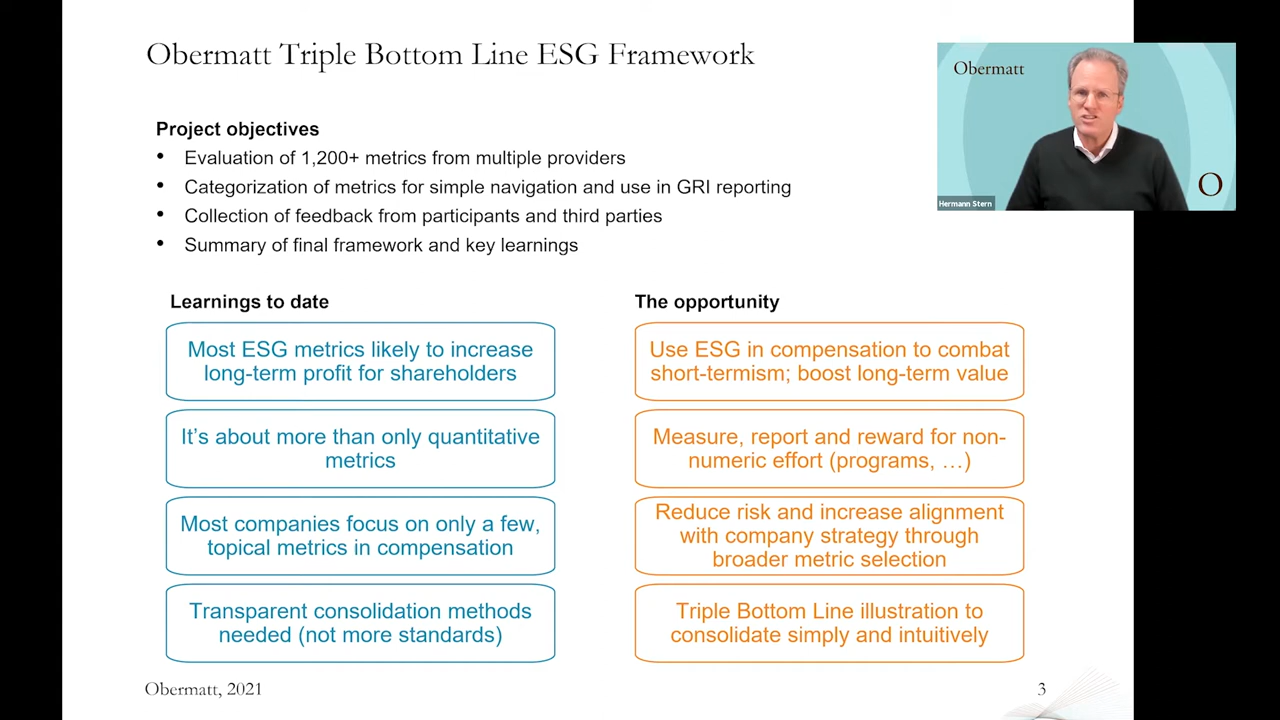 Obermatt Triple Bottom Line ESG Framework
Obermatt
O
Hermann Stern
Project objectives
• Evaluation of 1,200+ metrics from multiple providers
• Categorization of metrics for simple navigation and use in GRI reporting
• Collection of feedback from participants and third parties
• Summary of final framework and key learnings
Learnings to date
Most ESG metrics likely to increase
long-term profit for shareholders
It's about more than only quantitative
metrics
Most companies focus on only a few,
topical metrics in compensation
Transparent consolidation methods
needed (not more standards)
The opportunity
Use ESG in compensation to combat
short-termism; boost long-term value
Measure, report and reward for non-
numeric effort (programs, …)
Reduce risk and increase alignment
with company strategy through
broader metric selection
Triple Bottom Line illustration to
consolidate simply and intuitively
Obermatt, 2021
3